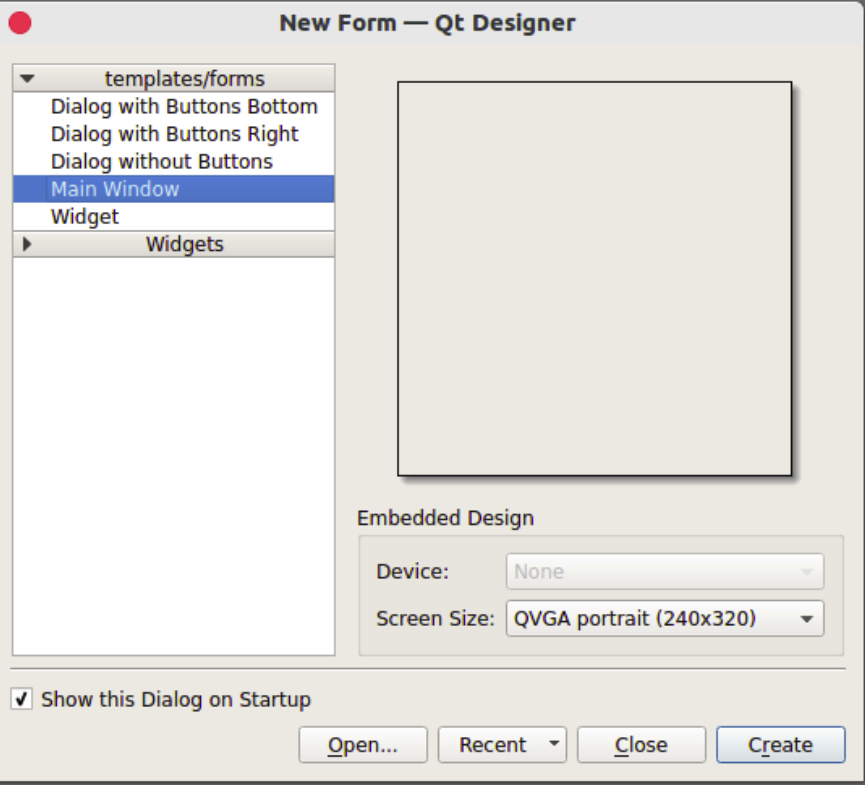 New Form — Qt Designer
templates/forms
Dialog with Buttons Bottom
Dialog with Buttons Right
Dialog without Buttons
Main Window
Widget
Widgets
Embedded Design
Device: None
Screen Size: QVGA portrait (240x320)
Show this Dialog on Startup
Open... Recent Close Create